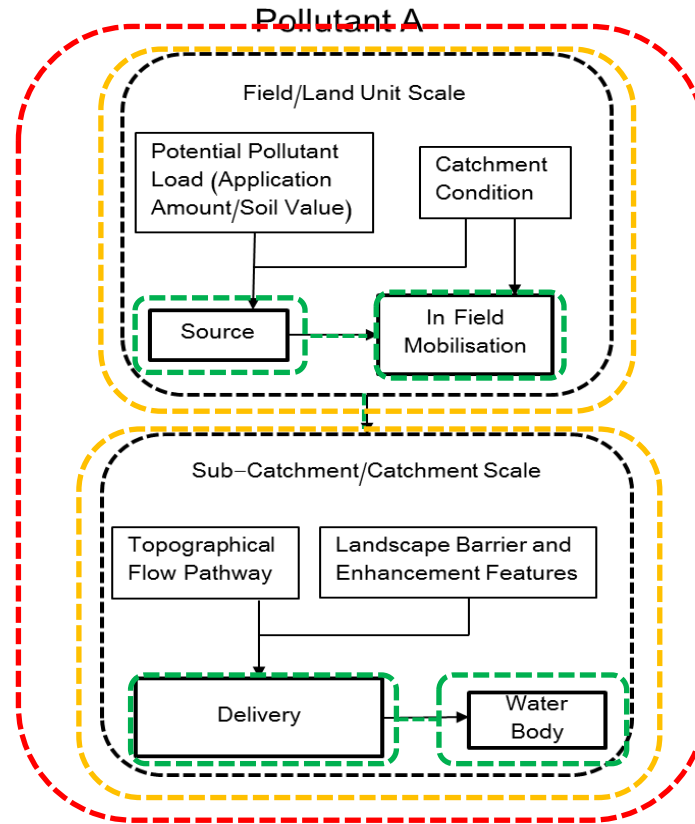 Pollutant A
Field/Land Unit Scale
Potential Pollutant
Load (Application
Amount/Soil Value)
Catchment
Condition
Source
In Field
Mobilisation
Sub-Catchment/Catchment Scale
Topographical
Flow Pathway
Landscape Barrier and
Enhancement Features
Delivery
Water
Body